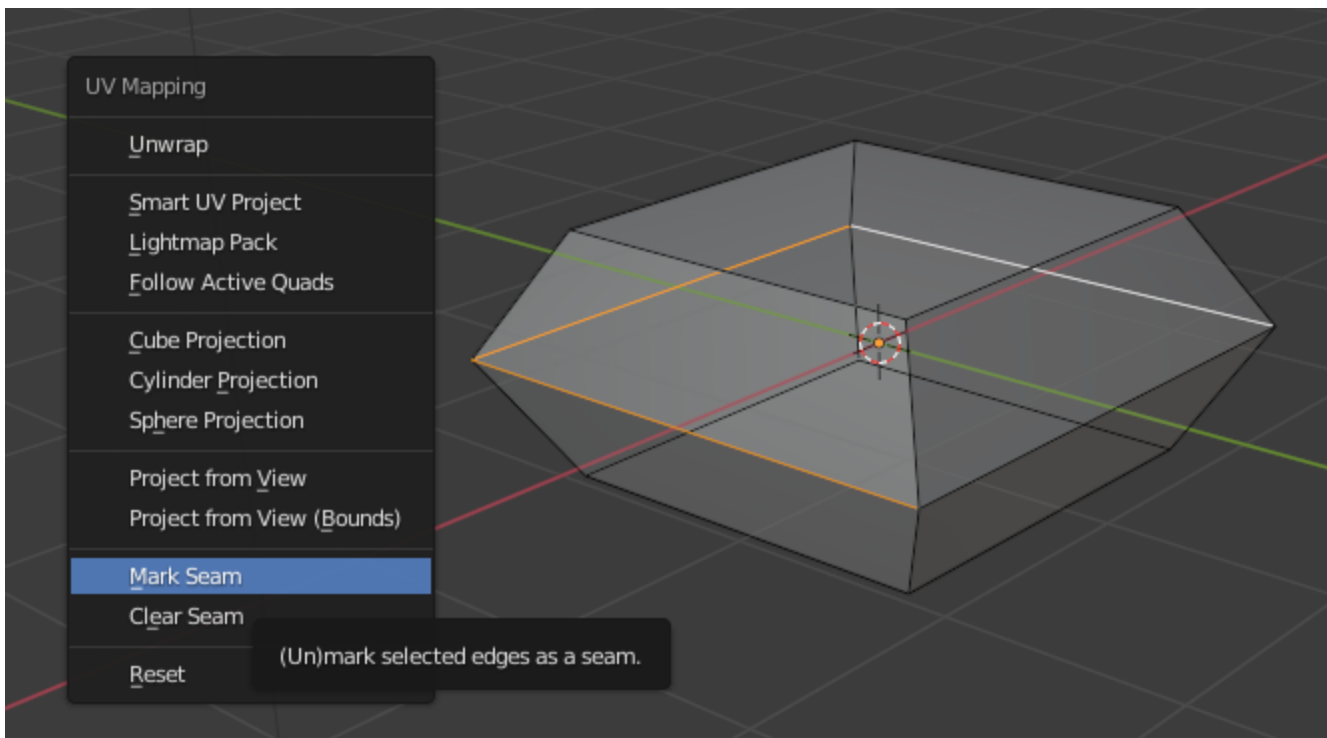 UV Mapping
Unwrap
Smart UV Project
Lightmap Pack
Follow Active Quads
Cube Projection
Cylinder Projection
Sphere Projection
Project from View
Project from View (Bounds)
Mark Seam
Clear Seam
(Un)mark selected edges as a seam.
Reset